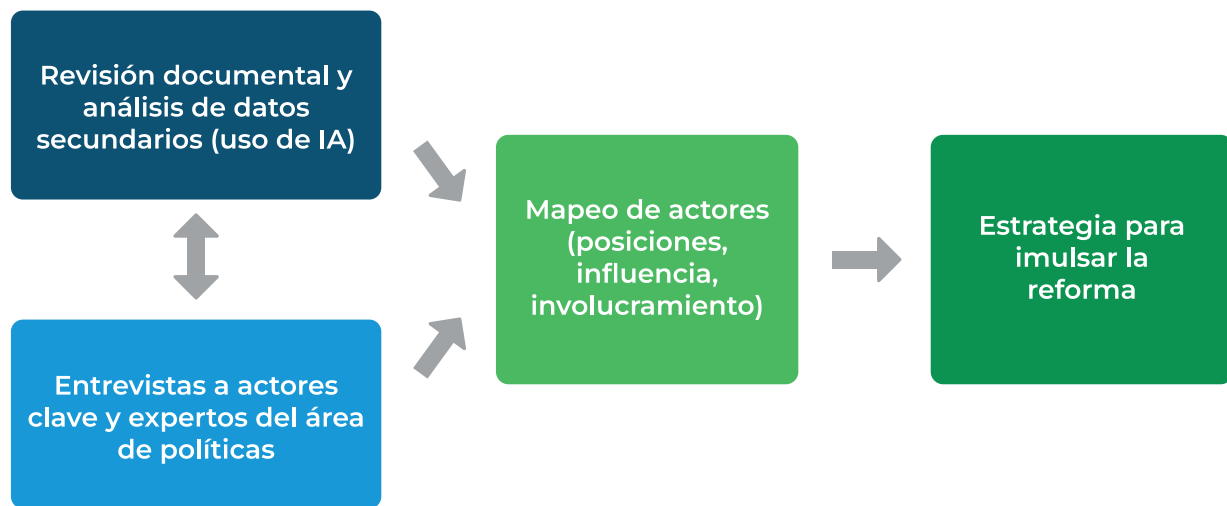 Revisión documental y
análisis de datos
secundarios (uso de IA)
Entrevistas a actores
clave y expertos del área
de políticas
Mapeo de actores
(posiciones,
influencia,
involucramiento)
Estrategia para
imulsar la
reforma